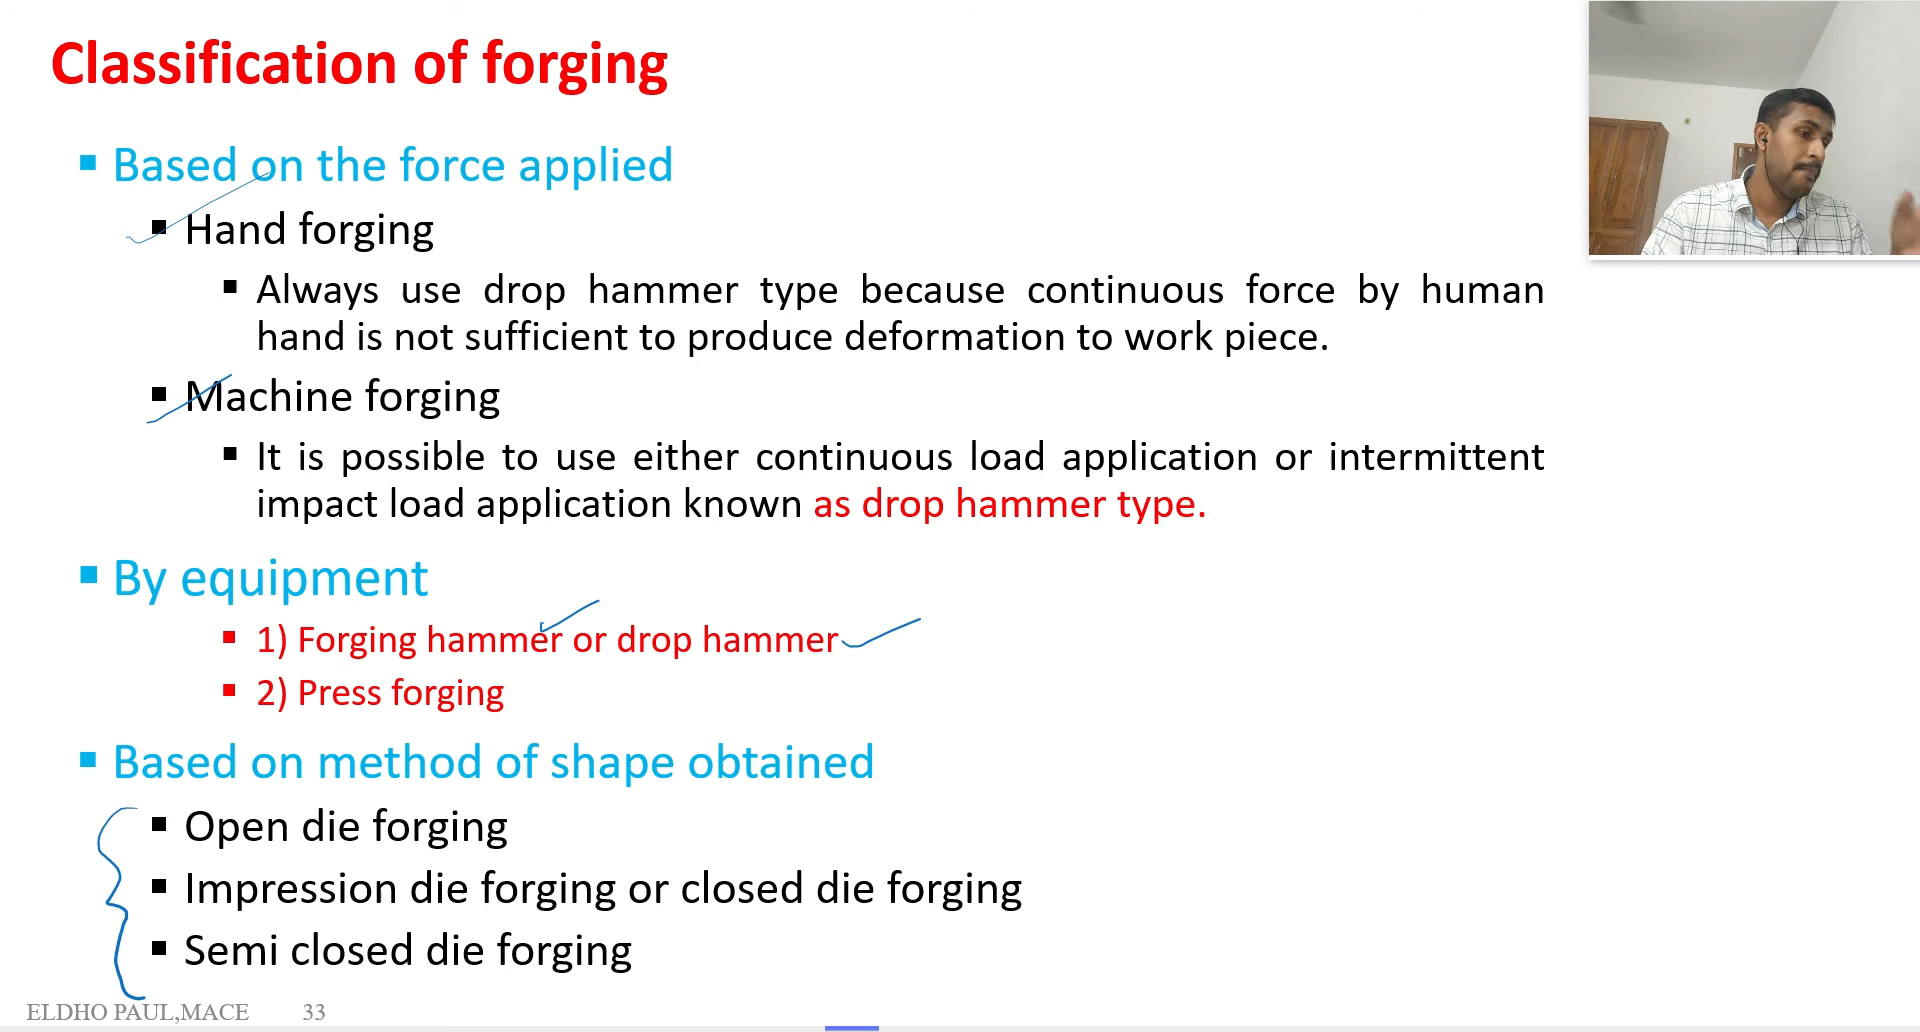 Classification of forging
Based on the force applied
Hand forging
Always use drop hammer type because continuous force by human
hand is not sufficient to produce deformation to work piece.
Machine forging
It is possible to use either continuous load application or intermittent
impact load application known as drop hammer type.
By equipment
1) Forging hammer or drop hammer
2) Press forging
Based on method of shape obtained
Open die forging
Impression die forging or closed die forging
Semi closed die forging
ELDHO PAUL,MACE 33